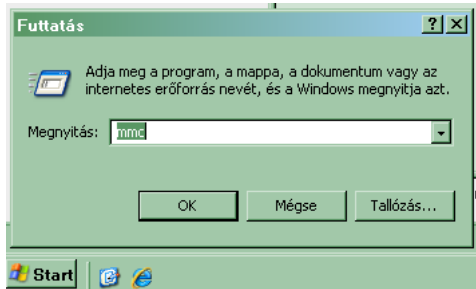 Futtatás
Adja meg a program, a mappa, a dokumentum vagy az
internetes erőforrás nevét, és a Windows megnyitja azt.
Megnyitás: mmc
OK Mégse Tallózás...
Start